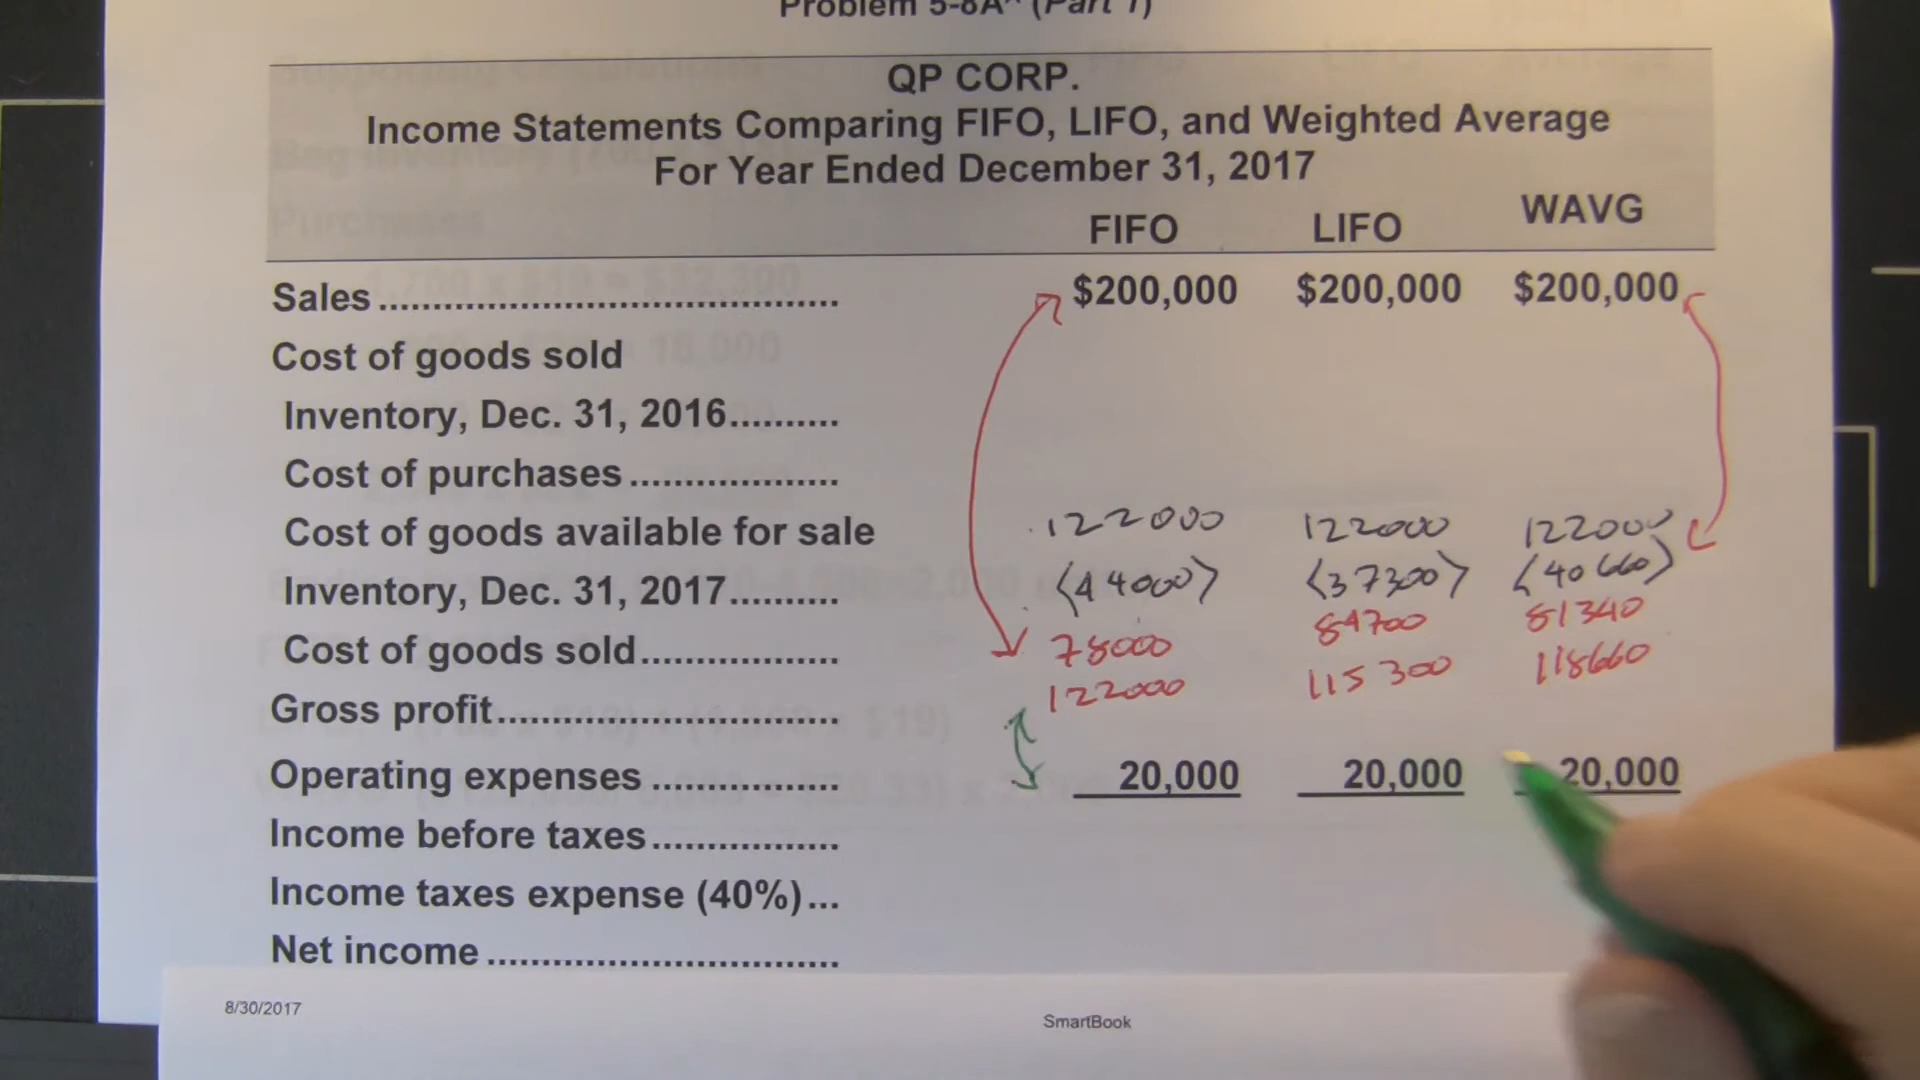 Problem 5-8A (Part 1)
QP CORP.
Income Statements Comparing FIFO, LIFO, and Weighted Average
For Year Ended December 31, 2017
FIFO LIFO WAVG
Sales ........................................... $200,000 $200,000 $200,000
Cost of goods sold
Inventory, Dec. 31, 2016..........
Cost of purchases ...................
Cost of goods available for sale 122000 122000 122000
Inventory, Dec. 31, 2017.......... <44000> <37300> <40660>
Cost of goods sold.................. 78000 84700 81340
Gross profit............................... 122000 115300 118660
Operating expenses ................. 20,000 20,000 20,000
Income before taxes .................
Income taxes expense (40%) ...
Net income ................................
8/30/2017 SmartBook